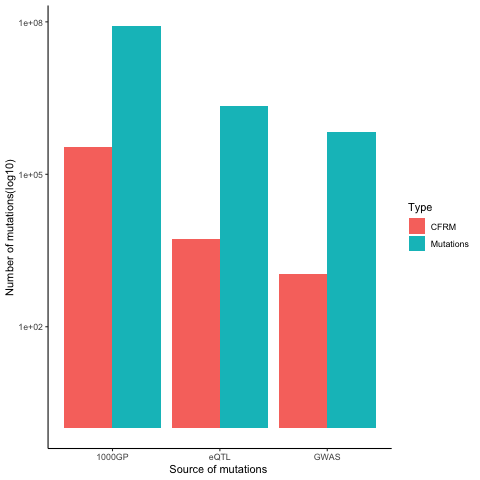 Number of mutations(log10)
1e+08
1e+05
1e+02
1000GP
eQTL
GWAS
Source of mutations
Type
CFRM
Mutations